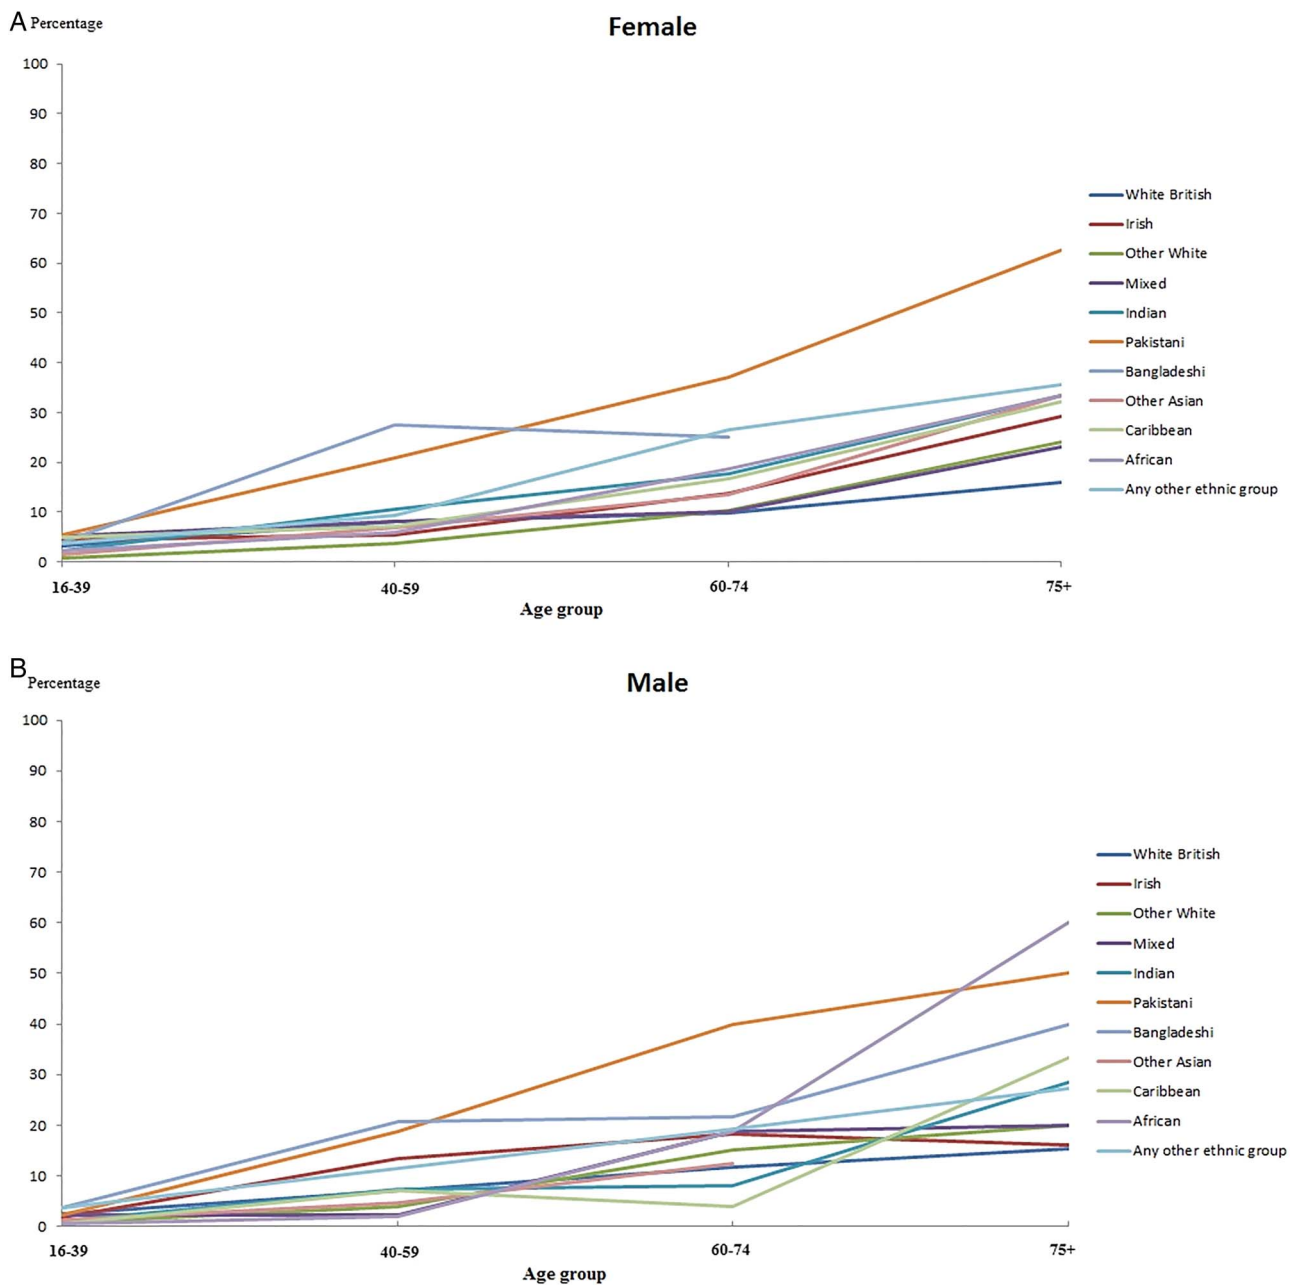 A Percentage
Female
100
90
80
70
60
50
40
30
20
10
0
16-39
40-59
60-74
75+
Age group
White British
Irish
Other White
Mixed
Indian
Pakistani
Bangladeshi
Other Asian
Caribbean
African
Any other ethnic group
B Percentage
Male
100
90
80
70
60
50
40
30
20
10
0
16-39
40-59
60-74
75+
Age group
White British
Irish
Other White
Mixed
Indian
Pakistani
Bangladeshi
Other Asian
Caribbean
African
Any other ethnic group